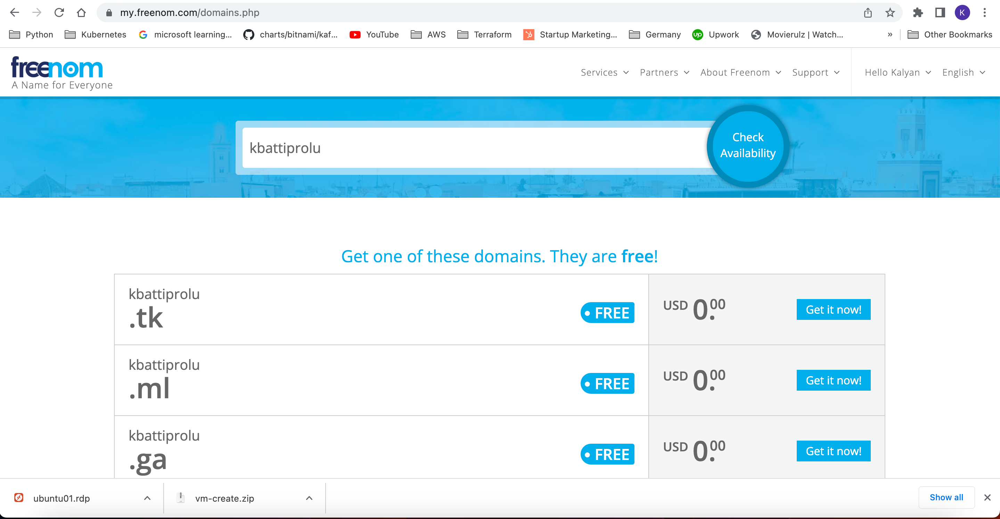 my.freenom.com/domains.php
K
Python
Kubernetes
microsoft learning...
charts/bitnami/kaf...
YouTube
AWS
Terraform
Startup Marketing...
Germany
up Upwork
Movierulz | Watch...
»
Other Bookmarks
freenom
A Name for Everyone
Services
Partners
About Freenom
Support
Hello Kalyan
English
kbattiprolu
Check
Availability
Get one of these domains. They are free!
kbattiprolu
.tk
FREE
USD 0.00
Get it now!
kbattiprolu
.ml
FREE
USD 0.00
Get it now!
kbattiprolu
.ga
FREE
USD 0.00
Get it now!
ubuntu01.rdp
vm-create.zip
Show all